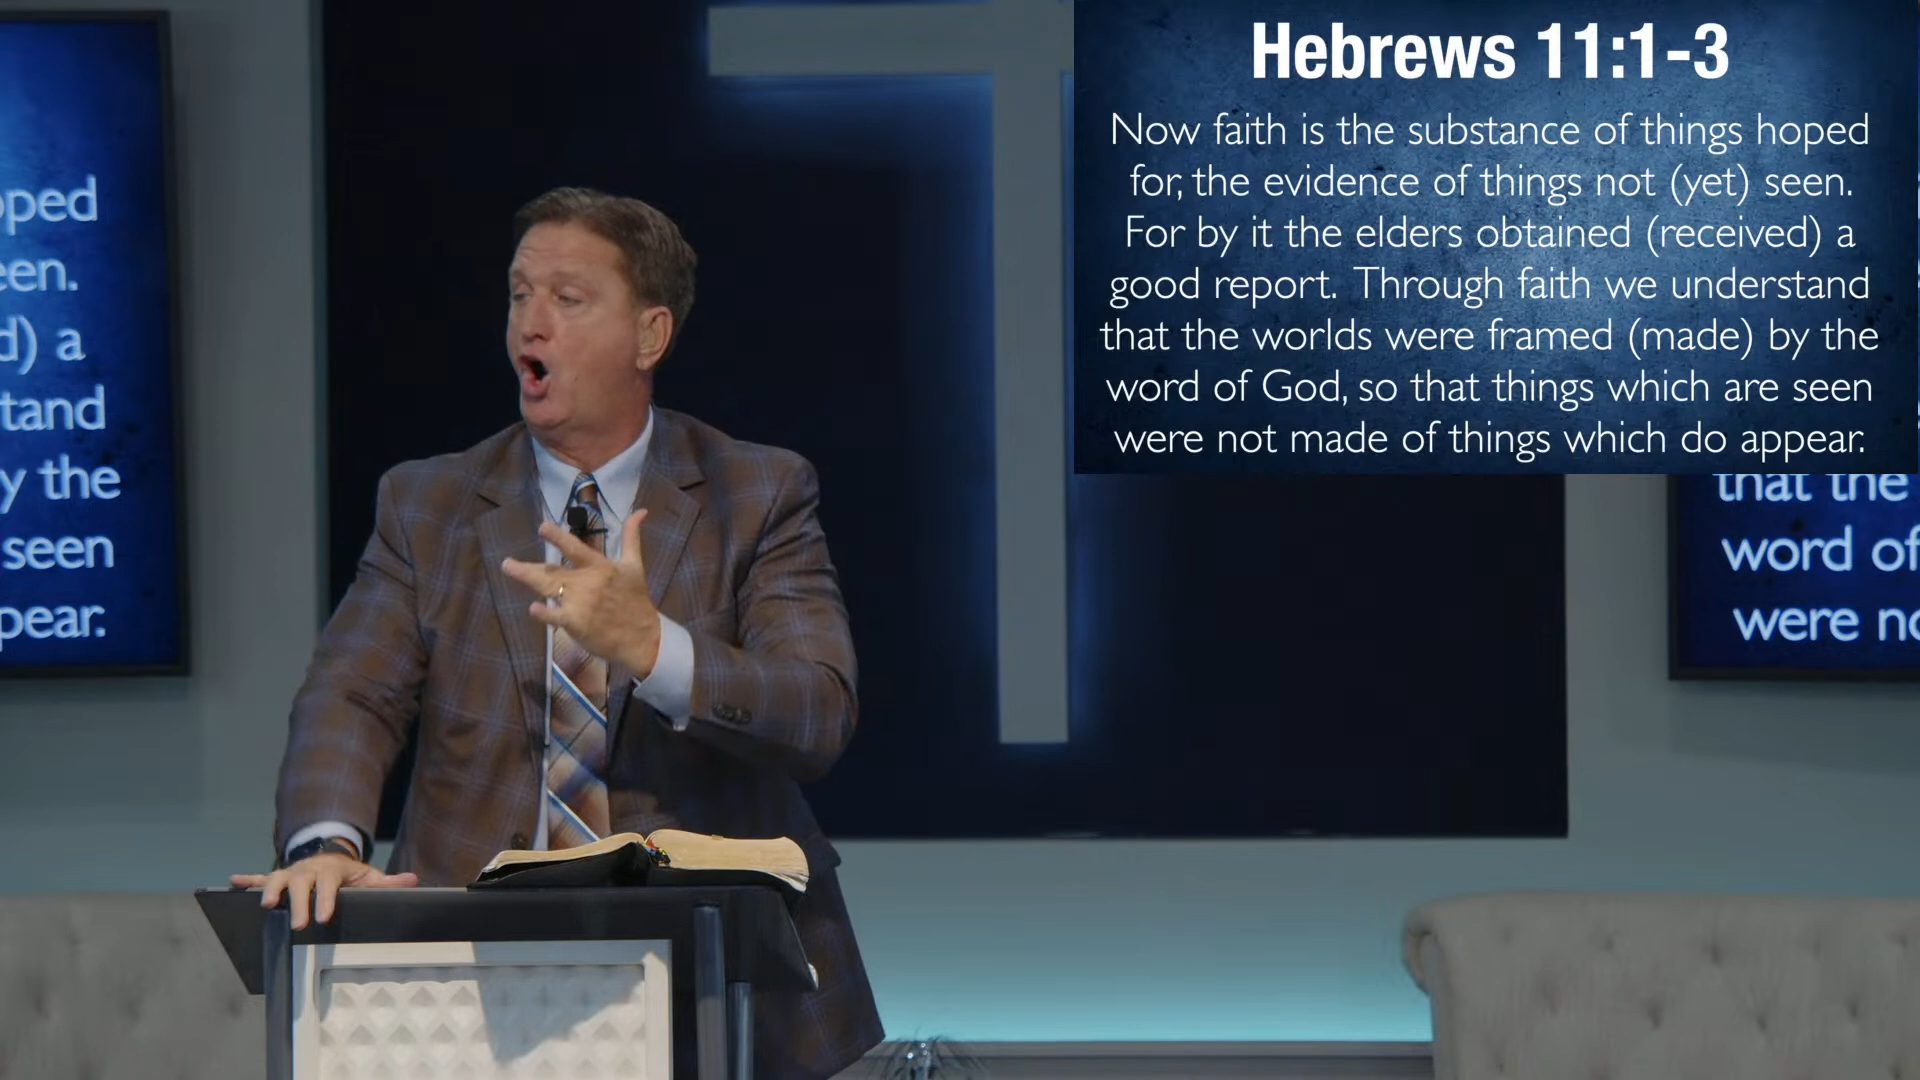 Hebrews 11:1-3
Now faith is the substance of things hoped
for, the evidence of things not (yet) seen.
For by it the elders obtained (received) a
good report. Through faith we understand
that the worlds were framed (made) by the
word of God, so that things which are seen
were not made of things which do appear.
een.
d) a
tand
y the
seen
pear.
that the
word of
were